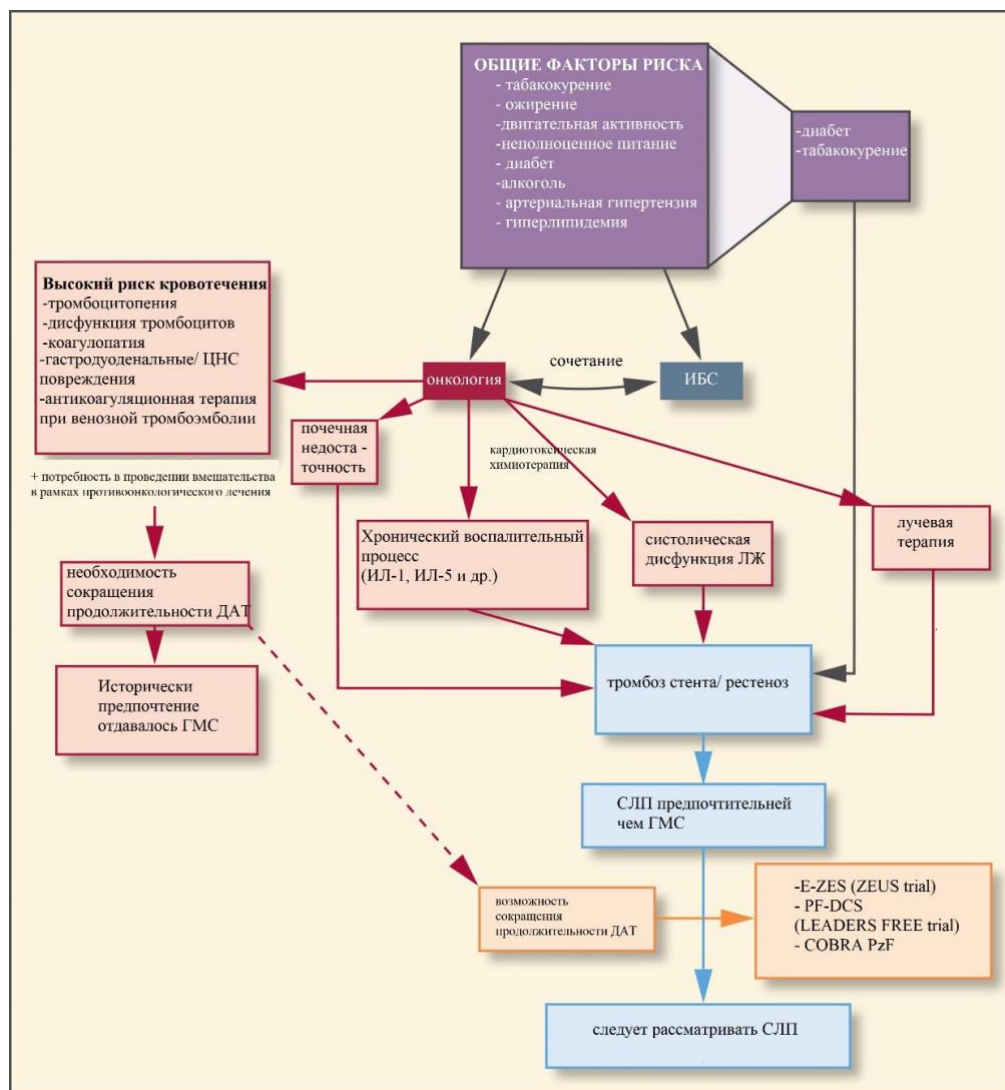 ОБЩИЕ ФАКТОРЫ РИСКА
- табакокурение
- ожирение
-двигательная активность
-неполноценное питание
- диабет
-алкоголь
- артериальная гипертензия
- гиперлипидемия
-диабет
-табакокурение
Высокий риск кровотечения
-тромбоцитопения
-дисфункция тромбоцитов
-коагулопатия
-гастродуоденальные/ ЦНС
повреждения
-антикоагуляционная терапия
при венозной тромбоэмболии
онкология
сочетание
ИБС
почечная
недоста -
точность
кардиотоксическая
химиотерапия
+ потребность в проведении вмешательства
в рамках противоонкологического лечения
Хронический воспалительный
процесс
(ИЛ-1, ИЛ-5 и др.)
систолическая
дисфункция ЛЖ
лучевая
терапия
необходимость
сокращения
продолжительности ДАТ
Исторически
предпочтение
отдавалось ГМС
тромбоз стента/ рестеноз
СЛП предпочтительней
чем ГМС
возможность
сокращения
продолжительности ДАТ
-E-ZES (ZEUS trial)
- PF-DCS
(LEADERS FREE trial)
- COBRA PzF
следует рассматривать СЛП